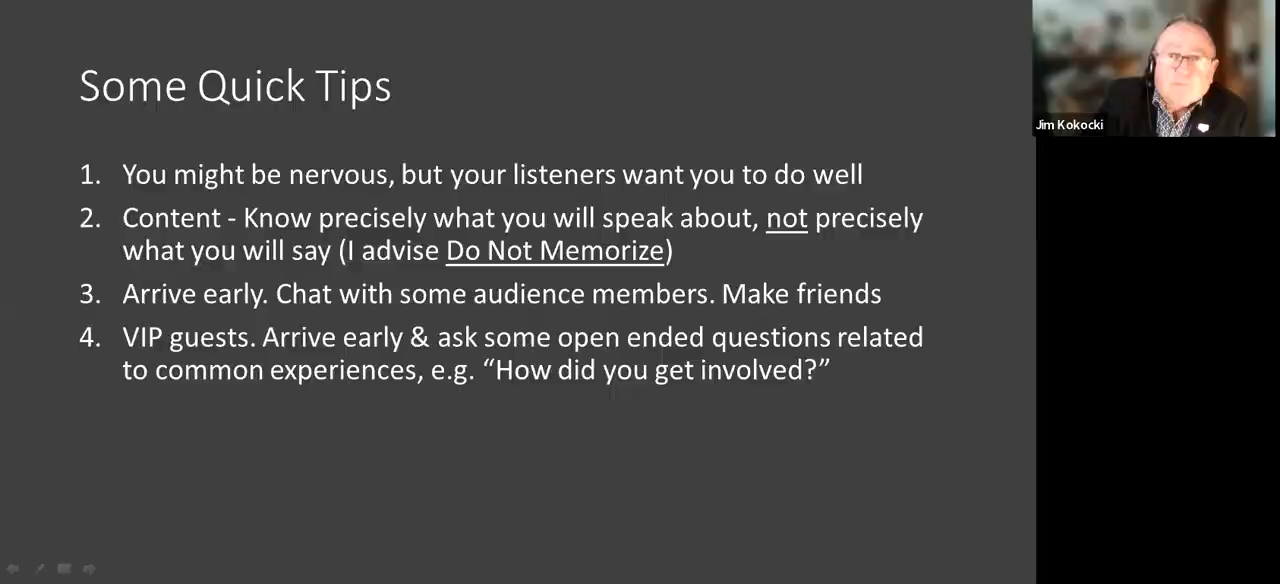 Some Quick Tips
1. You might be nervous, but your listeners want you to do well
2. Content - Know precisely what you will speak about, not precisely
what you will say (I advise Do Not Memorize)
3. Arrive early. Chat with some audience members. Make friends
4. VIP guests. Arrive early & ask some open ended questions related
to common experiences, e.g. “How did you get involved?”
Jim Kokocki